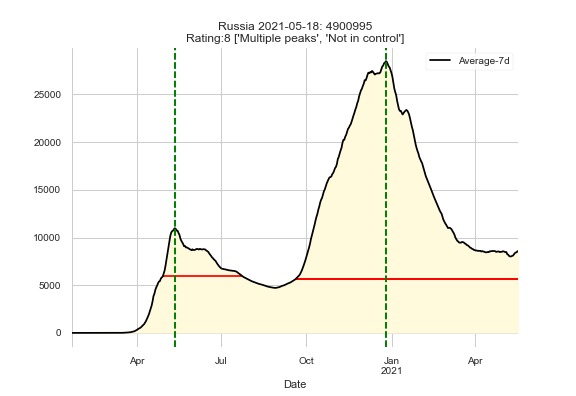 Russia 2021-05-18: 4900995
Rating:8 ['Multiple peaks', 'Not in control']
Average-7d
25000
20000
15000
10000
5000
0
Apr
Jul
Oct
Jan
2021
Apr
Date